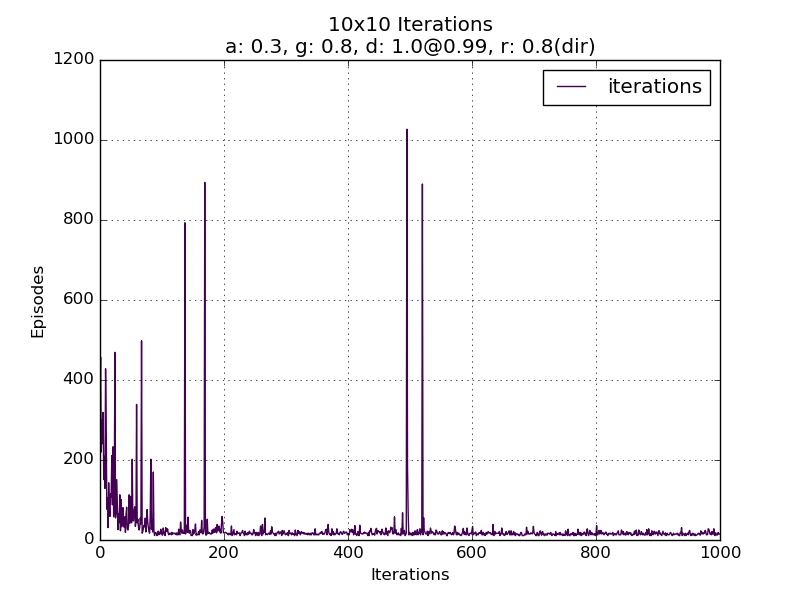 10x10 Iterations
a: 0.3, g: 0.8, d: 1.0@0.99, r: 0.8(dir)
iterations
1200
1000
800
600
400
200
0
Episodes
0 200 400 600 800 1000
Iterations